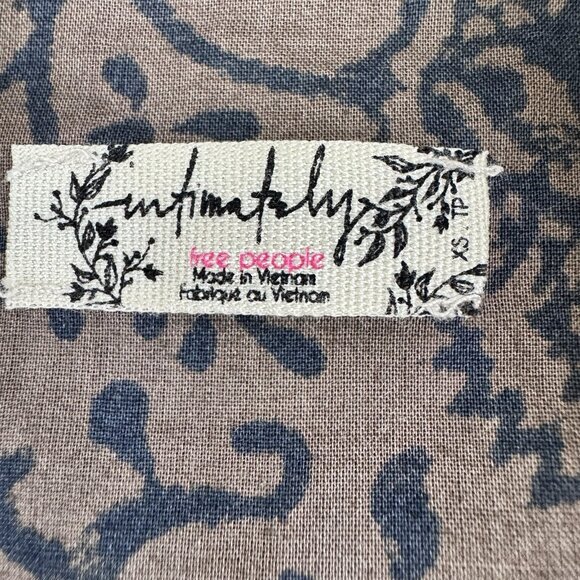 intimately
free people
Made in Vietnam
Fabriqué au Vietnam
XS . TP